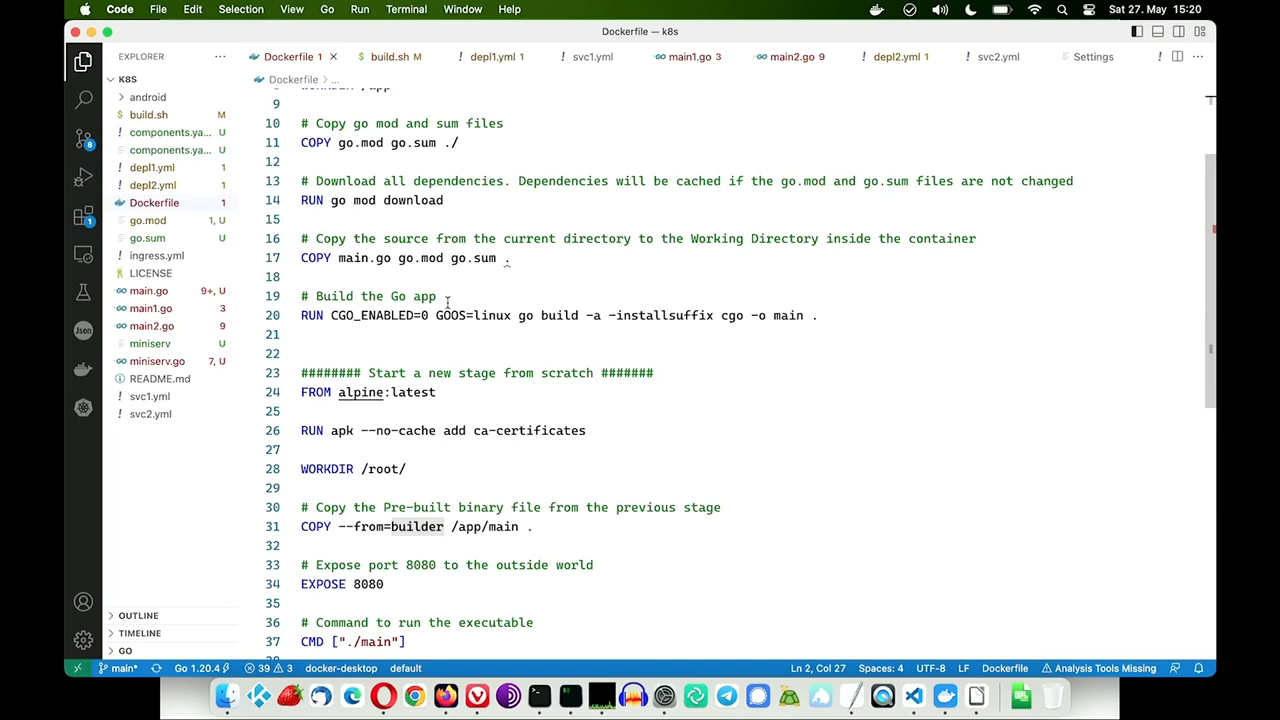 Code File Edit Selection View Go Run Terminal Window Help Sat 27. May 15:20
Dockerfile — k8s
EXPLORER
Dockerfile 1
build.sh M
depl1.yml 1
svc1.yml
main1.go 3
main2.go 9
depl2.yml 1
svc2.yml
Settings
K8S
Dockerfile > ...
android
build.sh M
components.ya... U
components.ya... U
depl1.yml 1
depl2.yml 1
Dockerfile 1
go.mod 1, U
go.sum U
ingress.yml
LICENSE
main.go 9+, U
main1.go 3
main2.go 9
miniserv U
miniserv.go 7, U
README.md
svc1.yml
svc2.yml
OUTLINE
TIMELINE
GO
WORKDIR /app
9
10 # Copy go mod and sum files
11 COPY go.mod go.sum ./
12
13 # Download all dependencies. Dependencies will be cached if the go.mod and go.sum files are not changed
14 RUN go mod download
15
16 # Copy the source from the current directory to the Working Directory inside the container
17 COPY main.go go.mod go.sum .
18
19 # Build the Go app
20 RUN CGO_ENABLED=0 GOOS=linux go build -a -installsuffix cgo -o main .
21
22
23 ######## Start a new stage from scratch #######
24 FROM alpine:latest
25
26 RUN apk --no-cache add ca-certificates
27
28 WORKDIR /root/
29
30 # Copy the Pre-built binary file from the previous stage
31 COPY --from=builder /app/main .
32
33 # Expose port 8080 to the outside world
34 EXPOSE 8080
35
36 # Command to run the executable
37 CMD ["./main"]
8
1
Json
main* Go 1.20.4 39 3 docker-desktop default Ln 2, Col 27 Spaces: 4 UTF-8 LF Dockerfile Analysis Tools Missing